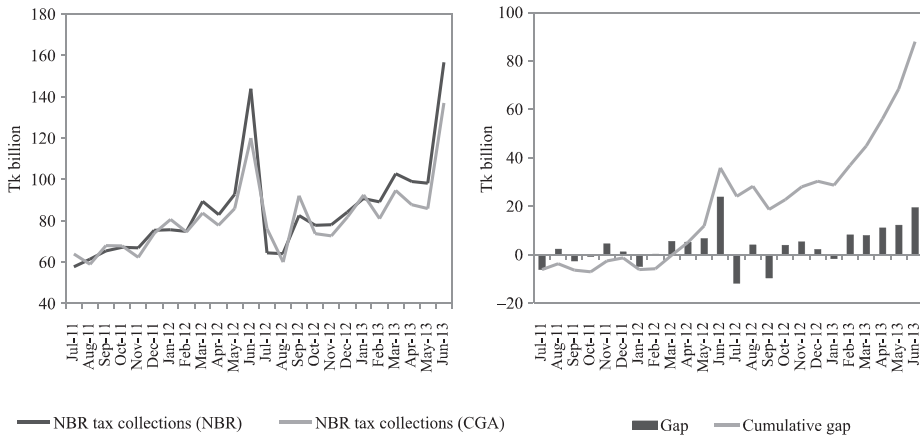 180
160
140
120
100
80
60
40
Tk billion
Jul-11
Aug-11
Sep-11
Oct-11
Nov-11
Dec-11
Jan-12
Feb-12
Mar-12
Apr-12
May-12
Jun-12
Jul-12
Aug-12
Sep-12
Oct-12
Nov-12
Dec-12
Jan-13
Feb-13
Mar-13
Apr-13
May-13
Jun-13
NBR tax collections (NBR) NBR tax collections (CGA)
100
80
60
40
20
0
–20
Tk billion
Jul-11
Aug-11
Sep-11
Oct-11
Nov-11
Dec-11
Jan-12
Feb-12
Mar-12
Apr-12
May-12
Jun-12
Jul-12
Aug-12
Sep-12
Oct-12
Nov-12
Dec-12
Jan-13
Feb-13
Mar-13
Apr-13
May-13
Jun-13
Gap Cumulative gap